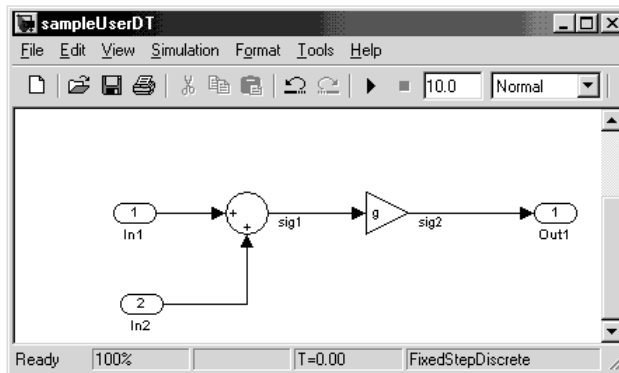 sampleUserDT
File Edit View Simulation Format Tools Help
10.0 Normal
1 + sig1 g sig2 1
In1 + Out1
2
In2
Ready 100% T=0.00 FixedStepDiscrete